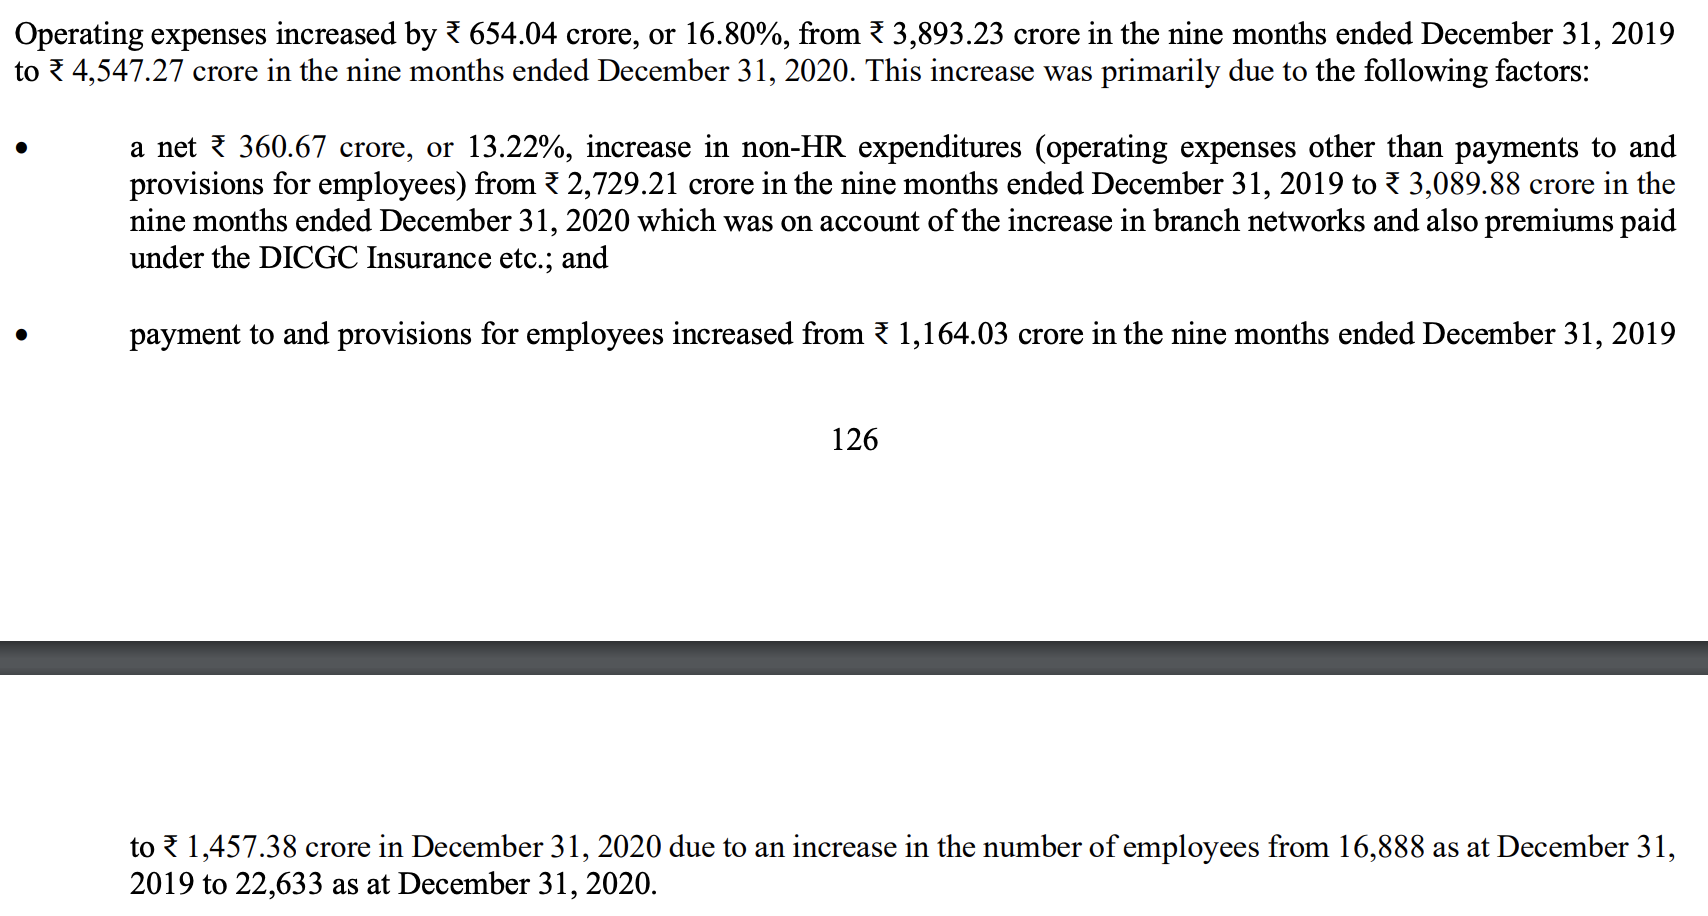 Operating expenses increased by ₹ 654.04 crore, or 16.80%, from ₹ 3,893.23 crore in the nine months ended December 31, 2019
to ₹ 4,547.27 crore in the nine months ended December 31, 2020. This increase was primarily due to the following factors:
• a net ₹ 360.67 crore, or 13.22%, increase in non-HR expenditures (operating expenses other than payments to and
provisions for employees) from ₹ 2,729.21 crore in the nine months ended December 31, 2019 to ₹ 3,089.88 crore in the
nine months ended December 31, 2020 which was on account of the increase in branch networks and also premiums paid
under the DICGC Insurance etc.; and
• payment to and provisions for employees increased from ₹ 1,164.03 crore in the nine months ended December 31, 2019
126
to ₹ 1,457.38 crore in December 31, 2020 due to an increase in the number of employees from 16,888 as at December 31,
2019 to 22,633 as at December 31, 2020.